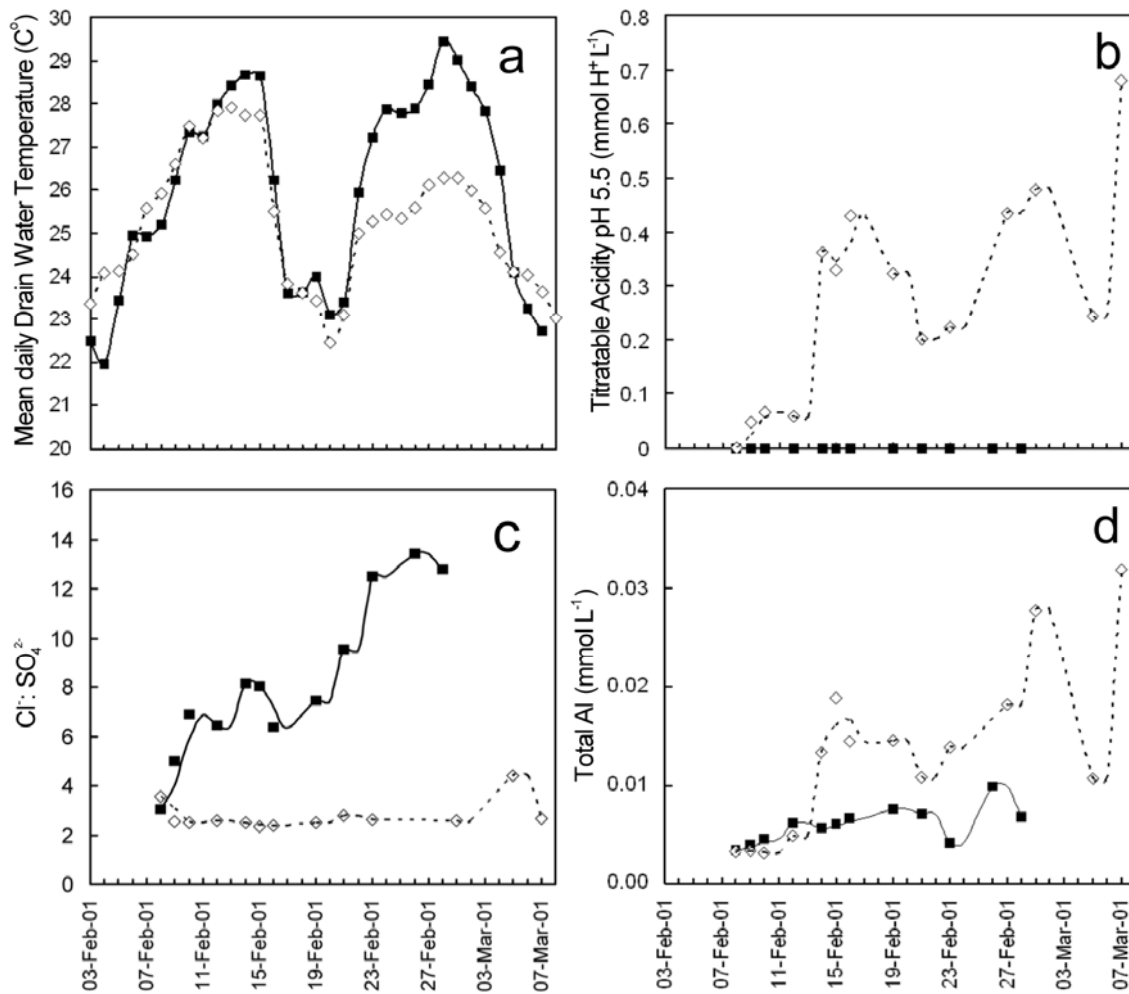 Mean daily Drain Water Temperature (C°)
30
29
28
27
26
25
24
23
22
21
20
a
Titratable Acidity pH 5.5 (mmol H⁺ L⁻¹)
0.8
0.7
0.6
0.5
0.4
0.3
0.2
0.1
0
b
Cl⁻: SO₄²⁻
16
14
12
10
8
6
4
2
0
c
03-Feb-01
07-Feb-01
11-Feb-01
15-Feb-01
19-Feb-01
23-Feb-01
27-Feb-01
03-Mar-01
07-Mar-01
Total Al (mmol L⁻¹)
0.04
0.03
0.02
0.01
0.00
d
03-Feb-01
07-Feb-01
11-Feb-01
15-Feb-01
19-Feb-01
23-Feb-01
27-Feb-01
03-Mar-01
07-Mar-01